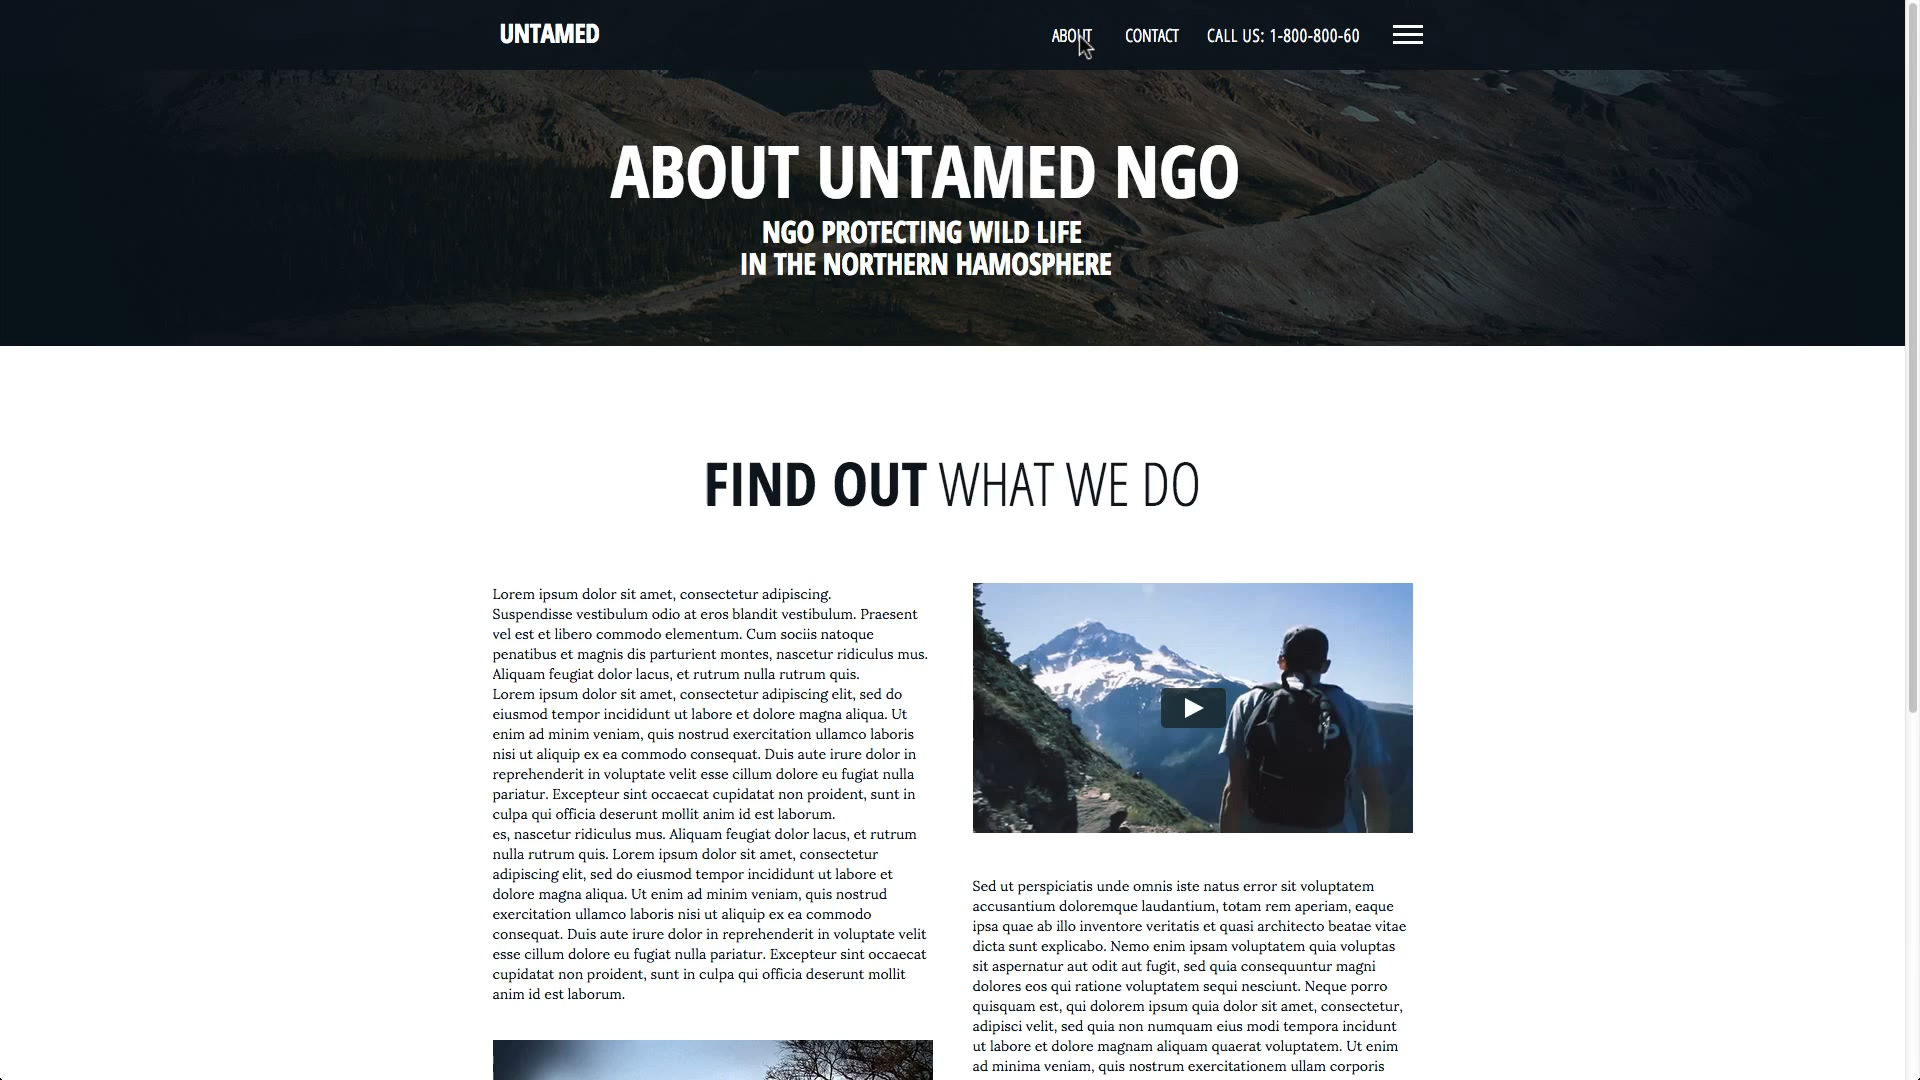 UNTAMED
ABOUT
CONTACT
CALL US: 1-800-800-60
ABOUT UNTAMED NGO
NGO PROTECTING WILD LIFE
IN THE NORTHERN HAMOSPHERE
FIND OUT WHAT WE DO
Lorem ipsum dolor sit amet, consectetur adipiscing.
Suspendisse vestibulum odio at eros blandit vestibulum. Praesent
vel est et libero commodo elementum. Cum sociis natoque
penatibus et magnis dis parturient montes, nascetur ridiculus mus.
Aliquam feugiat dolor lacus, et rutrum nulla rutrum quis.
Lorem ipsum dolor sit amet, consectetur adipiscing elit, sed do
eiusmod tempor incididunt ut labore et dolore magna aliqua. Ut
enim ad minim veniam, quis nostrud exercitation ullamco laboris
nisi ut aliquip ex ea commodo consequat. Duis aute irure dolor in
reprehenderit in voluptate velit esse cillum dolore eu fugiat nulla
pariatur. Excepteur sint occaecat cupidatat non proident, sunt in
culpa qui officia deserunt mollit anim id est laborum.
es, nascetur ridiculus mus. Aliquam feugiat dolor lacus, et rutrum
nulla rutrum quis. Lorem ipsum dolor sit amet, consectetur
adipiscing elit, sed do eiusmod tempor incididunt ut labore et
dolore magna aliqua. Ut enim ad minim veniam, quis nostrud
exercitation ullamco laboris nisi ut aliquip ex ea commodo
consequat. Duis aute irure dolor in reprehenderit in voluptate velit
esse cillum dolore eu fugiat nulla pariatur. Excepteur sint occaecat
cupidatat non proident, sunt in culpa qui officia deserunt mollit
anim id est laborum.
Sed ut perspiciatis unde omnis iste natus error sit voluptatem
accusantium doloremque laudantium, totam rem aperiam, eaque
ipsa quae ab illo inventore veritatis et quasi architecto beatae vitae
dicta sunt explicabo. Nemo enim ipsam voluptatem quia voluptas
sit aspernatur aut odit aut fugit, sed quia consequuntur magni
dolores eos qui ratione voluptatem sequi nesciunt. Neque porro
quisquam est, qui dolorem ipsum quia dolor sit amet, consectetur,
adipisci velit, sed quia non numquam eius modi tempora incidunt
ut labore et dolore magnam aliquam quaerat voluptatem. Ut enim
ad minima veniam, quis nostrum exercitationem ullam corporis